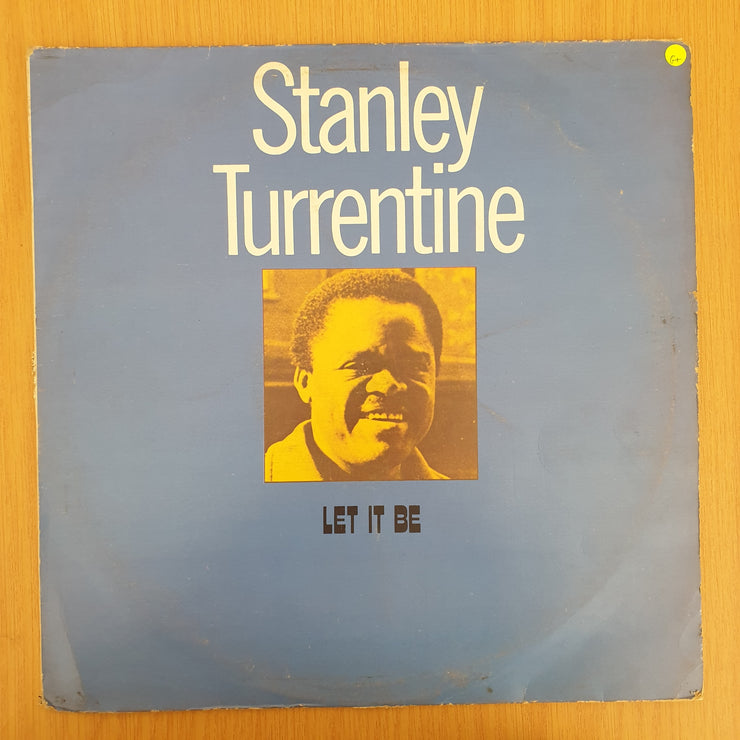 Stanley
Turrentine
LET IT BE
G+